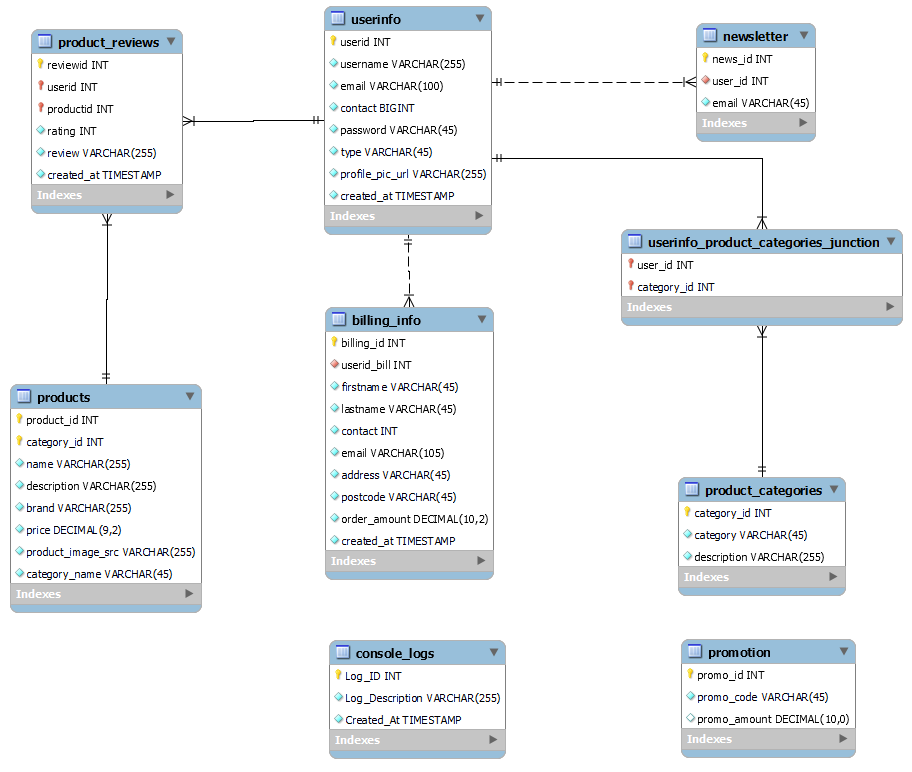 product_reviews
reviewid INT
userid INT
productid INT
rating INT
review VARCHAR(255)
created_at TIMESTAMP
Indexes
userinfo
userid INT
username VARCHAR(255)
email VARCHAR(100)
contact BIGINT
password VARCHAR(45)
type VARCHAR(45)
profile_pic_url VARCHAR(255)
created_at TIMESTAMP
Indexes
newsletter
news_id INT
user_id INT
email VARCHAR(45)
Indexes
userinfo_product_categories_junction
user_id INT
category_id INT
Indexes
billing_info
billing_id INT
userid_bill INT
firstname VARCHAR(45)
lastname VARCHAR(45)
contact INT
email VARCHAR(105)
address VARCHAR(45)
postcode VARCHAR(45)
order_amount DECIMAL(10,2)
created_at TIMESTAMP
Indexes
products
product_id INT
category_id INT
name VARCHAR(255)
description VARCHAR(255)
brand VARCHAR(255)
price DECIMAL(9,2)
product_image_src VARCHAR(255)
category_name VARCHAR(45)
Indexes
product_categories
category_id INT
category VARCHAR(45)
description VARCHAR(255)
Indexes
console_logs
Log_ID INT
Log_Description VARCHAR(255)
Created_At TIMESTAMP
Indexes
promotion
promo_id INT
promo_code VARCHAR(45)
promo_amount DECIMAL(10,0)
Indexes